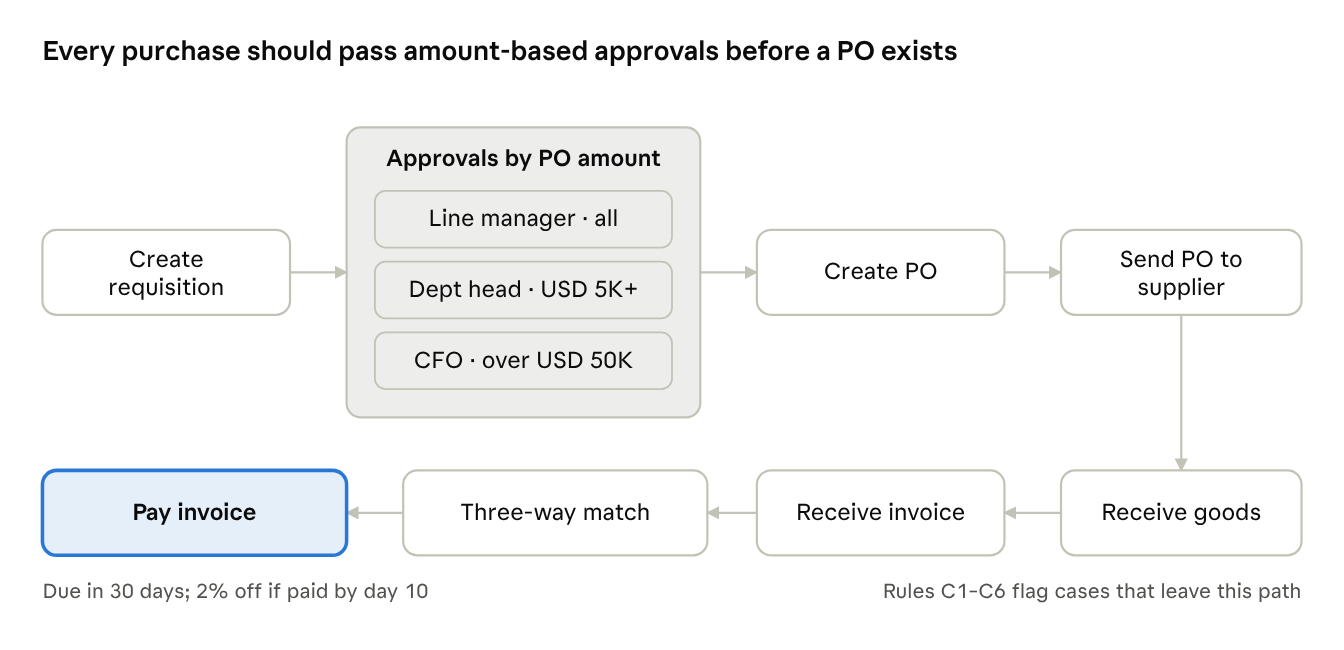 Every purchase should pass amount-based approvals before a PO exists
Create
requisition
Approvals by PO amount
Line manager · all
Dept head · USD 5K+
CFO · over USD 50K
Create PO
Send PO to
supplier
Receive goods
Receive invoice
Three-way match
Pay invoice
Due in 30 days; 2% off if paid by day 10
Rules C1–C6 flag cases that leave this path